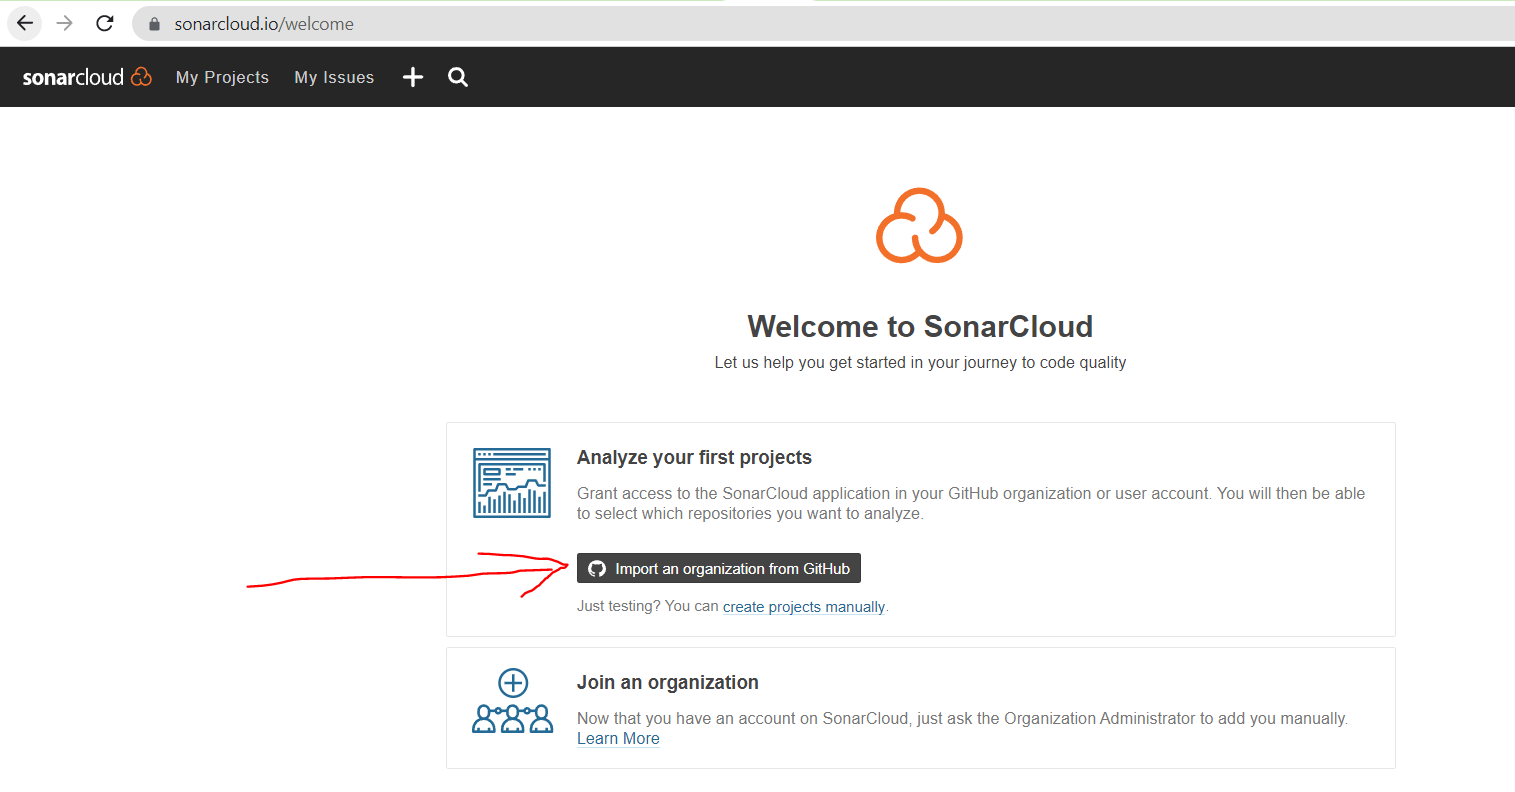 sonarcloud.io/welcome
sonarcloud My Projects My Issues
Welcome to SonarCloud
Let us help you get started in your journey to code quality
Analyze your first projects
Grant access to the SonarCloud application in your GitHub organization or user account. You will then be able
to select which repositories you want to analyze.
Import an organization from GitHub
Just testing? You can create projects manually.
Join an organization
Now that you have an account on SonarCloud, just ask the Organization Administrator to add you manually.
Learn More